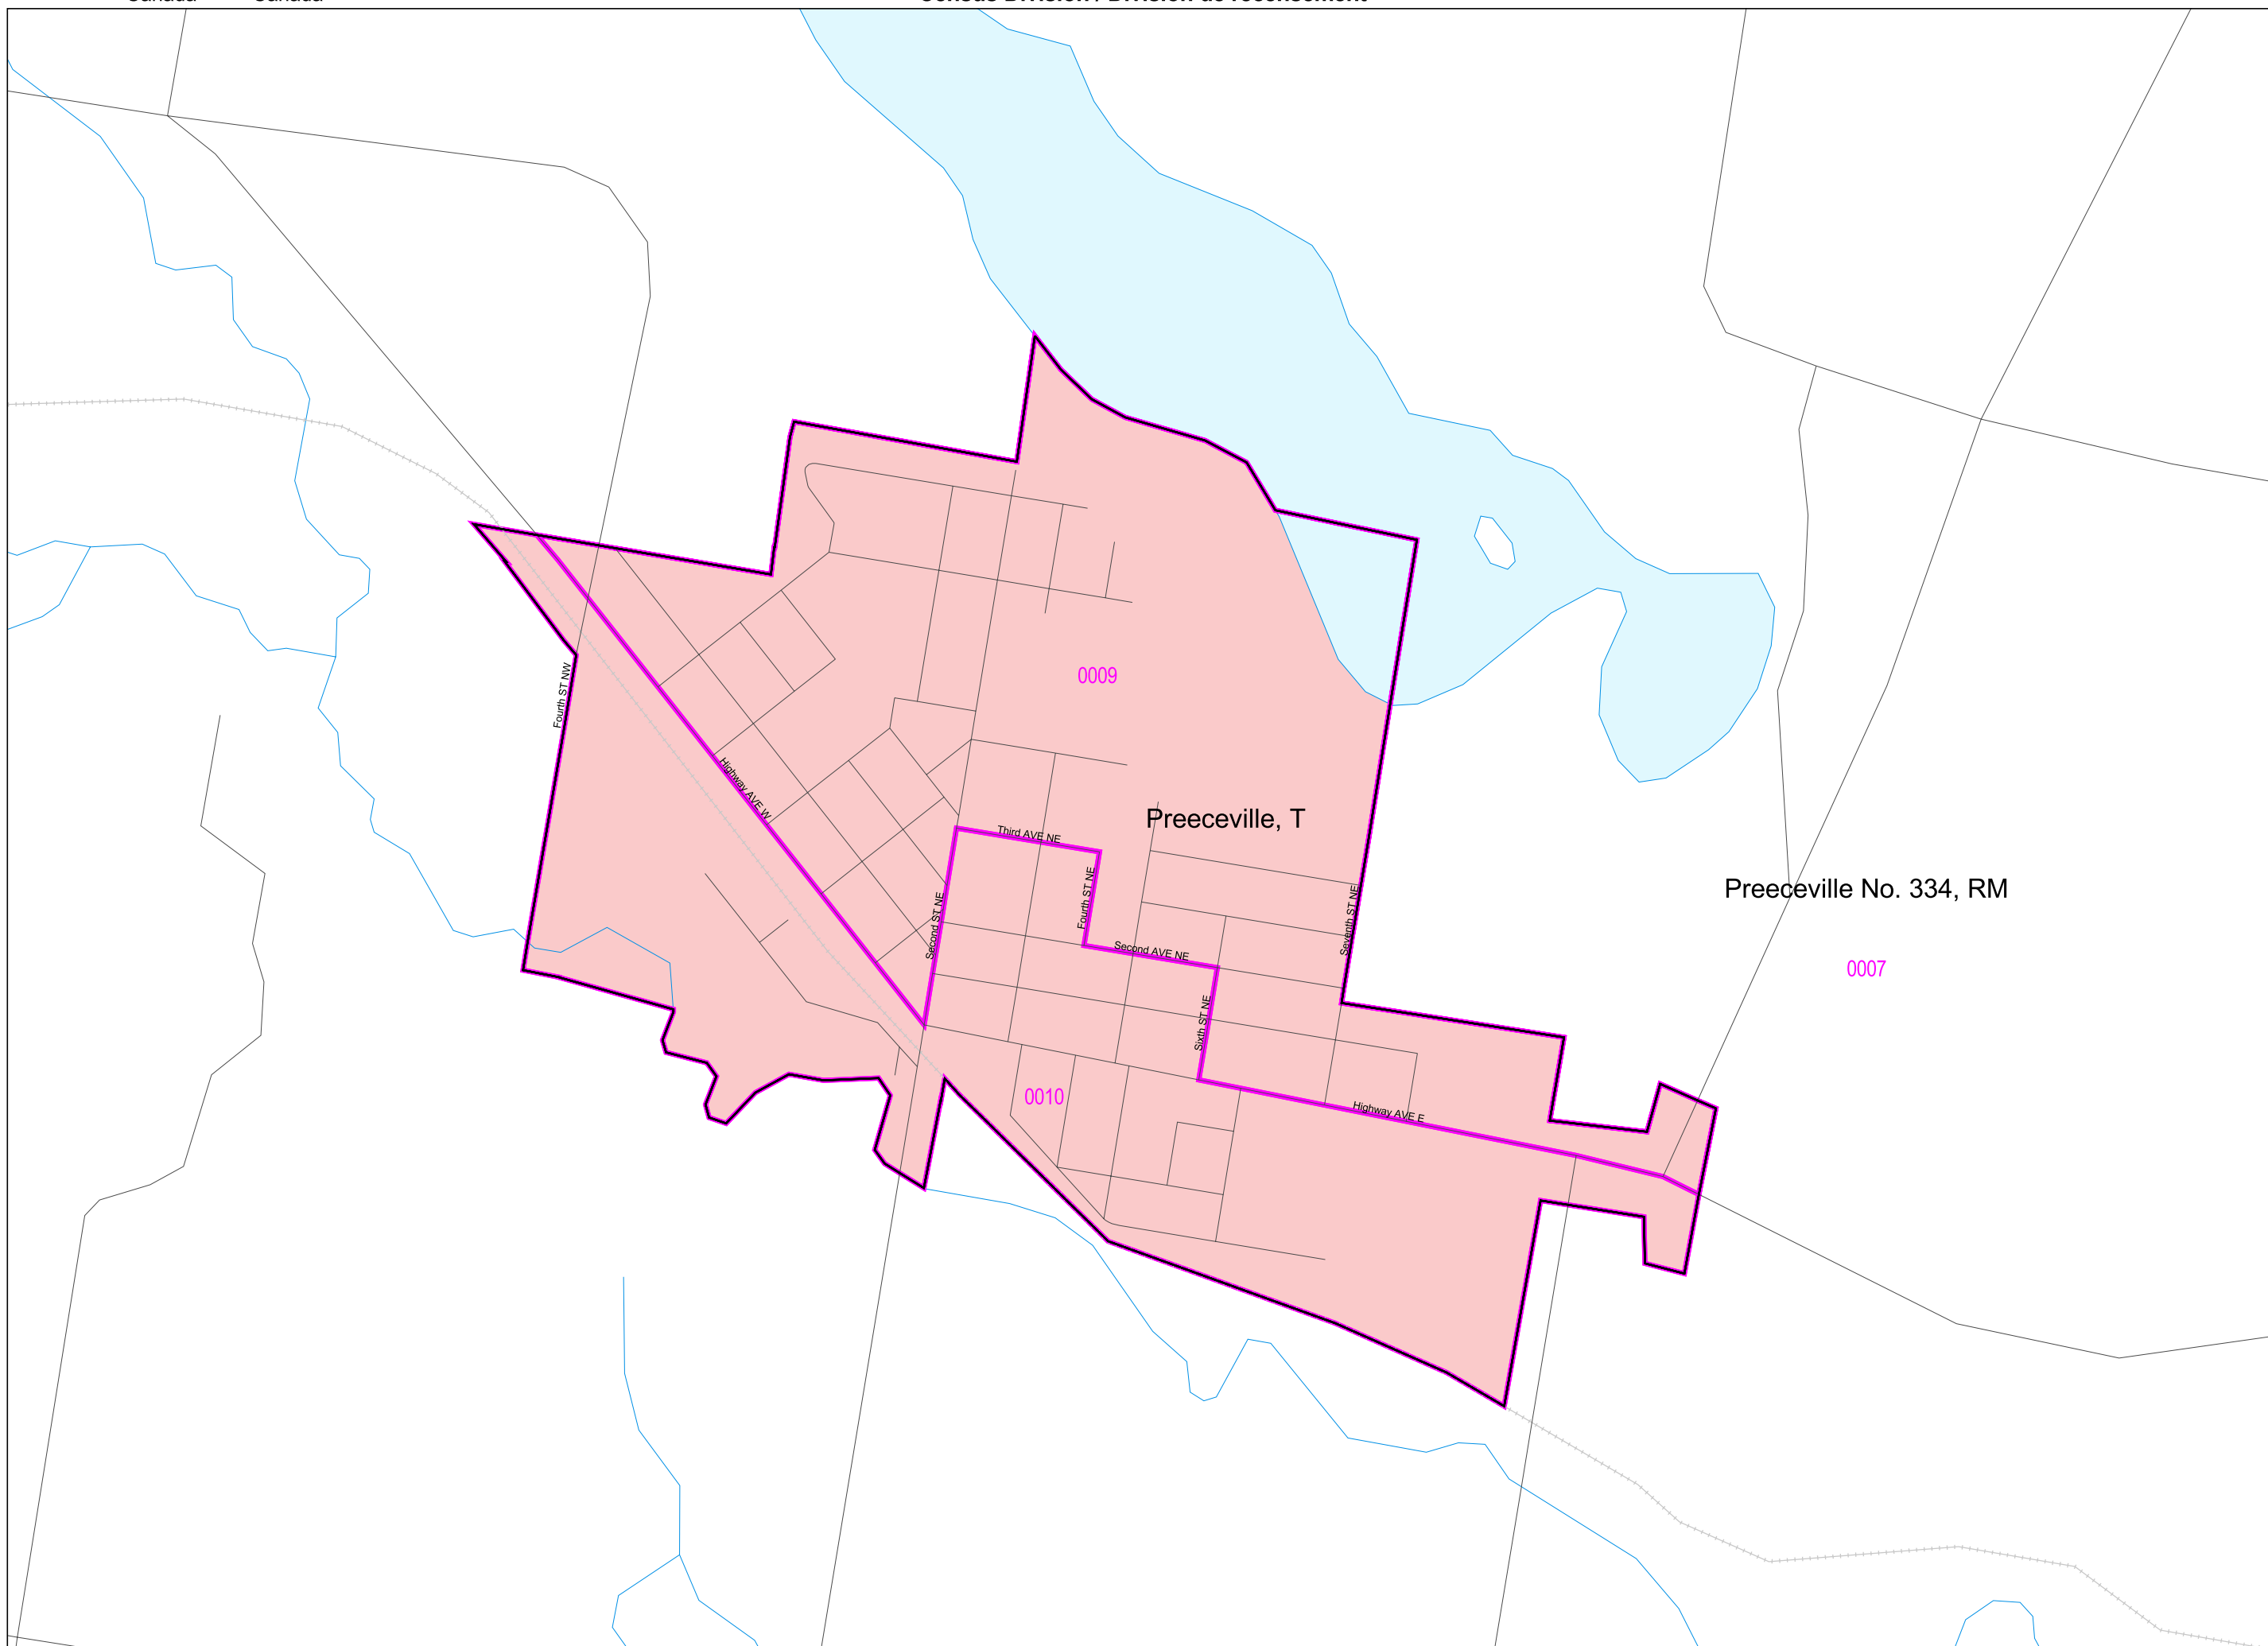 0009
Fourth ST NW
Highway AVE W
Preeceville, T
Third AVE NE
Fourth ST NE
Second ST NE
Seventh ST NE
Preeceville No. 334, RM
Second AVE NE
0007
Sixth ST NE
0010
Highway AVE E